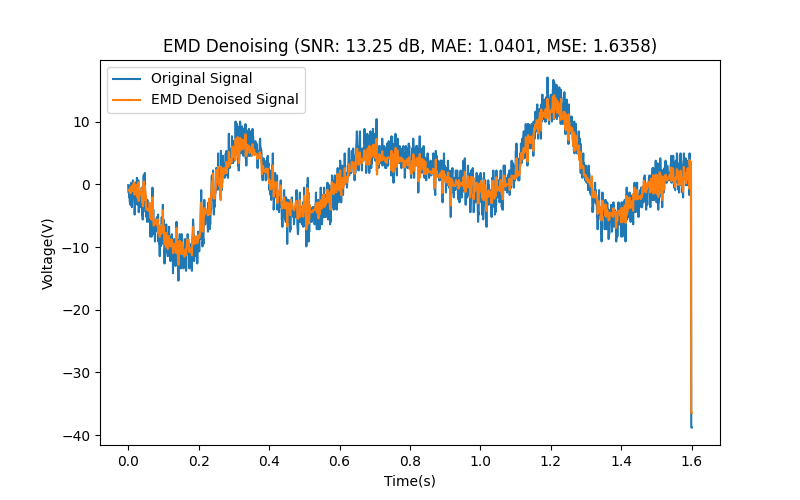 EMD Denoising (SNR: 13.25 dB, MAE: 1.0401, MSE: 1.6358)
Original Signal
EMD Denoised Signal
10
0
−10
−20
−30
−40
Voltage(V)
0.0 0.2 0.4 0.6 0.8 1.0 1.2 1.4 1.6
Time(s)